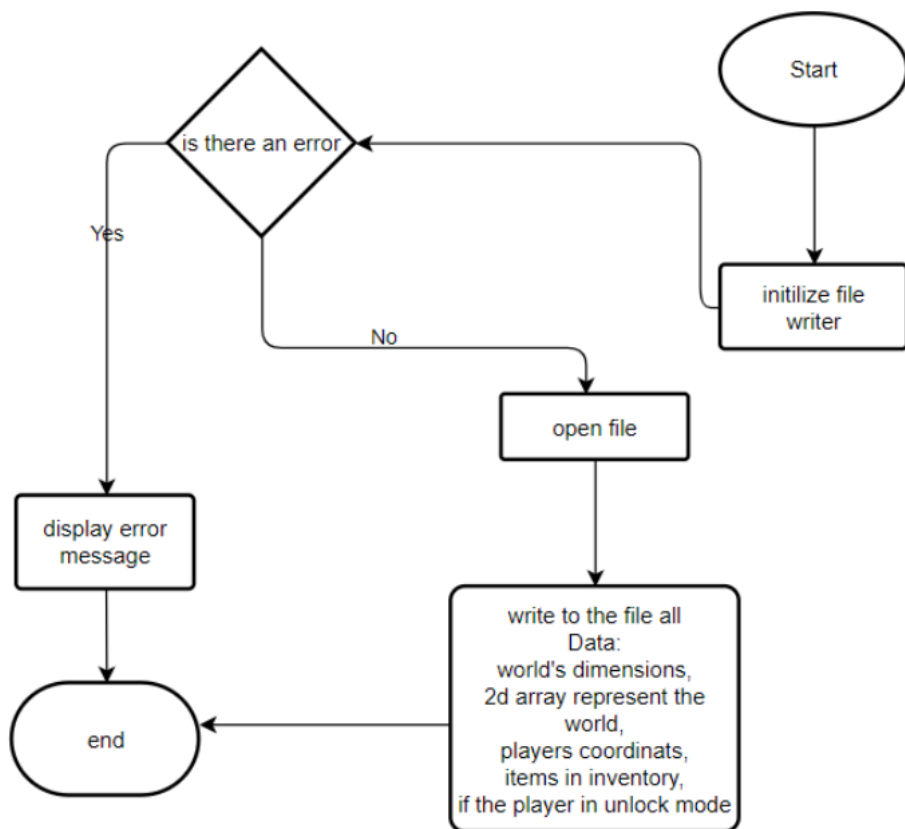 Start
initilize file
writer
is there an error
Yes
No
open file
display error
message
write to the file all
Data:
world's dimensions,
2d array represent the
world,
players coordinats,
items in inventory,
if the player in unlock mode
end